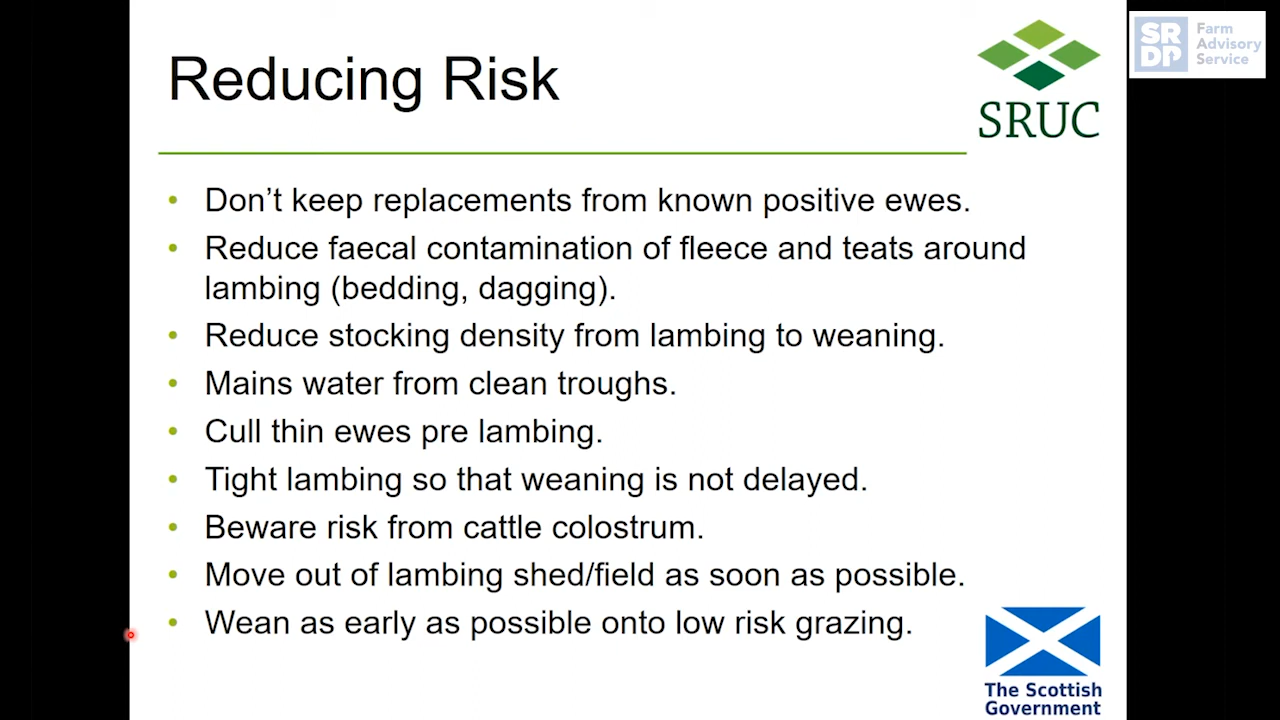 Reducing Risk
SRUC
SR
DP
Farm
Advisory
Service
• Don’t keep replacements from known positive ewes.
• Reduce faecal contamination of fleece and teats around
lambing (bedding, dagging).
• Reduce stocking density from lambing to weaning.
• Mains water from clean troughs.
• Cull thin ewes pre lambing.
• Tight lambing so that weaning is not delayed.
• Beware risk from cattle colostrum.
• Move out of lambing shed/field as soon as possible.
• Wean as early as possible onto low risk grazing.
The Scottish
Government